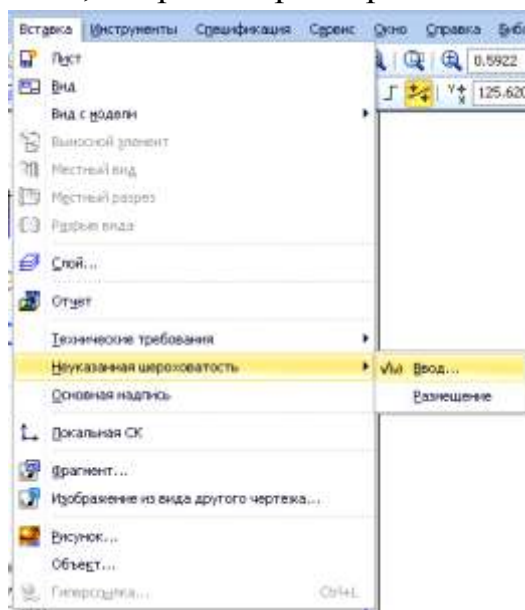 Вставка Инструменты Спецификация Сервис Окно Справка
Лист
0.5922
Вид
125.620
Вид с модели
Выносной элемент
Местный вид
Местный разрез
Разрыв вида
Слой...
Отчет
Технические требования
Неуказанная шероховатость
Ввод...
Основная надпись
Размещение
Локальная СК
Фрагмент...
Изображение из вида другого чертежа...
Рисунок...
Объект...
Гиперссылка... Ctrl+L